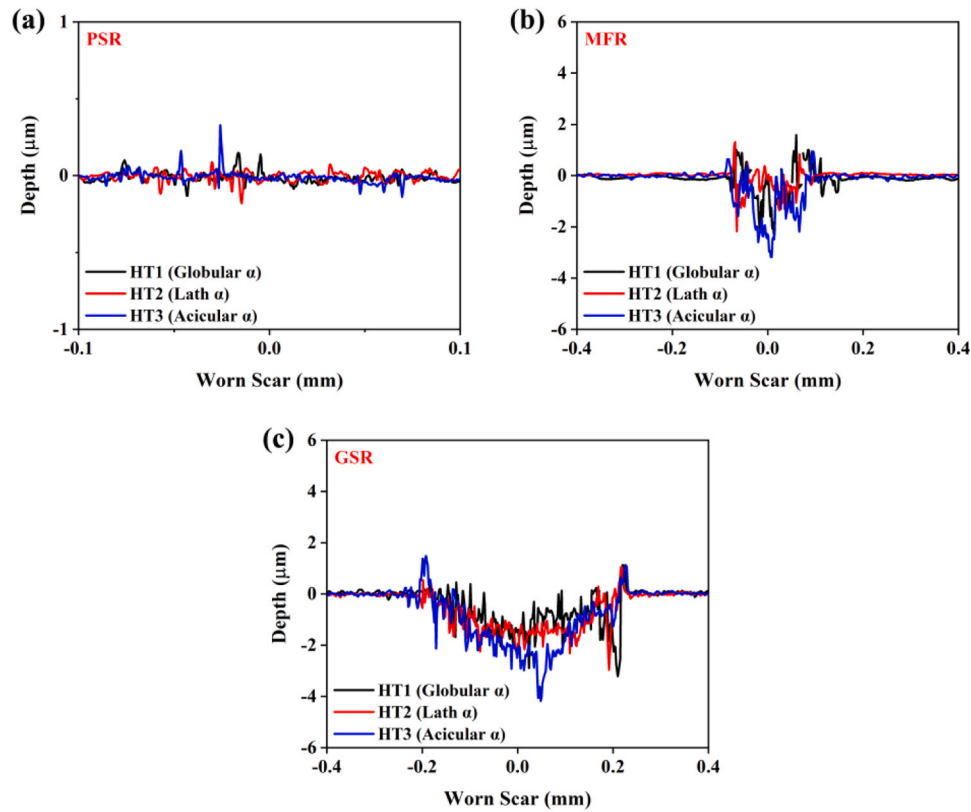 (a)
PSR
1
0
-1
Depth (μm)
HT1 (Globular α)
HT2 (Lath α)
HT3 (Acicular α)
-0.1
0.0
0.1
Worn Scar (mm)
(b)
MFR
6
4
2
0
-2
-4
-6
Depth (μm)
HT1 (Globular α)
HT2 (Lath α)
HT3 (Acicular α)
-0.4
-0.2
0.0
0.2
0.4
Worn Scar (mm)
(c)
GSR
6
4
2
0
-2
-4
-6
Depth (μm)
HT1 (Globular α)
HT2 (Lath α)
HT3 (Acicular α)
-0.4
-0.2
0.0
0.2
0.4
Worn Scar (mm)